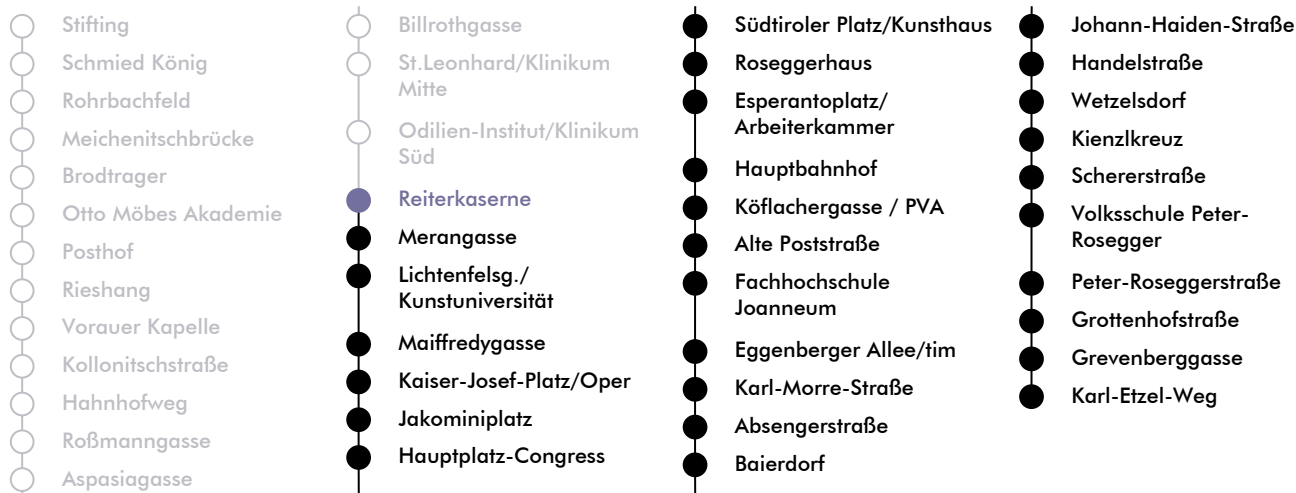 Stifting
Schmied König
Rohrbachfeld
Meichenitschbrücke
Brodtrager
Otto Möbes Akademie
Posthof
Rieshang
Vorauer Kapelle
Kollonitschstraße
Hahnhofweg
Roßmanngasse
Aspasiagasse
Billrothgasse
St.Leonhard/Klinikum
Mitte
Odilien-Institut/Klinikum
Süd
Reiterkaserne
Merangasse
Lichtenfelsg./
Kunstuniversität
Maiffredygasse
Kaiser-Josef-Platz/Oper
Jakominiplatz
Hauptplatz-Congress
Südtiroler Platz/Kunsthaus
Roseggerhaus
Esperantoplatz/
Arbeiterkammer
Hauptbahnhof
Köflachergasse / PVA
Alte Poststraße
Fachhochschule
Joanneum
Eggenberger Allee/tim
Karl-Morre-Straße
Absengerstraße
Baierdorf
Johann-Haiden-Straße
Handelstraße
Wetzelsdorf
Kienzlkreuz
Schererstraße
Volksschule Peter-
Rosegger
Peter-Roseggerstraße
Grottenhofstraße
Grevenberggasse
Karl-Etzel-Weg